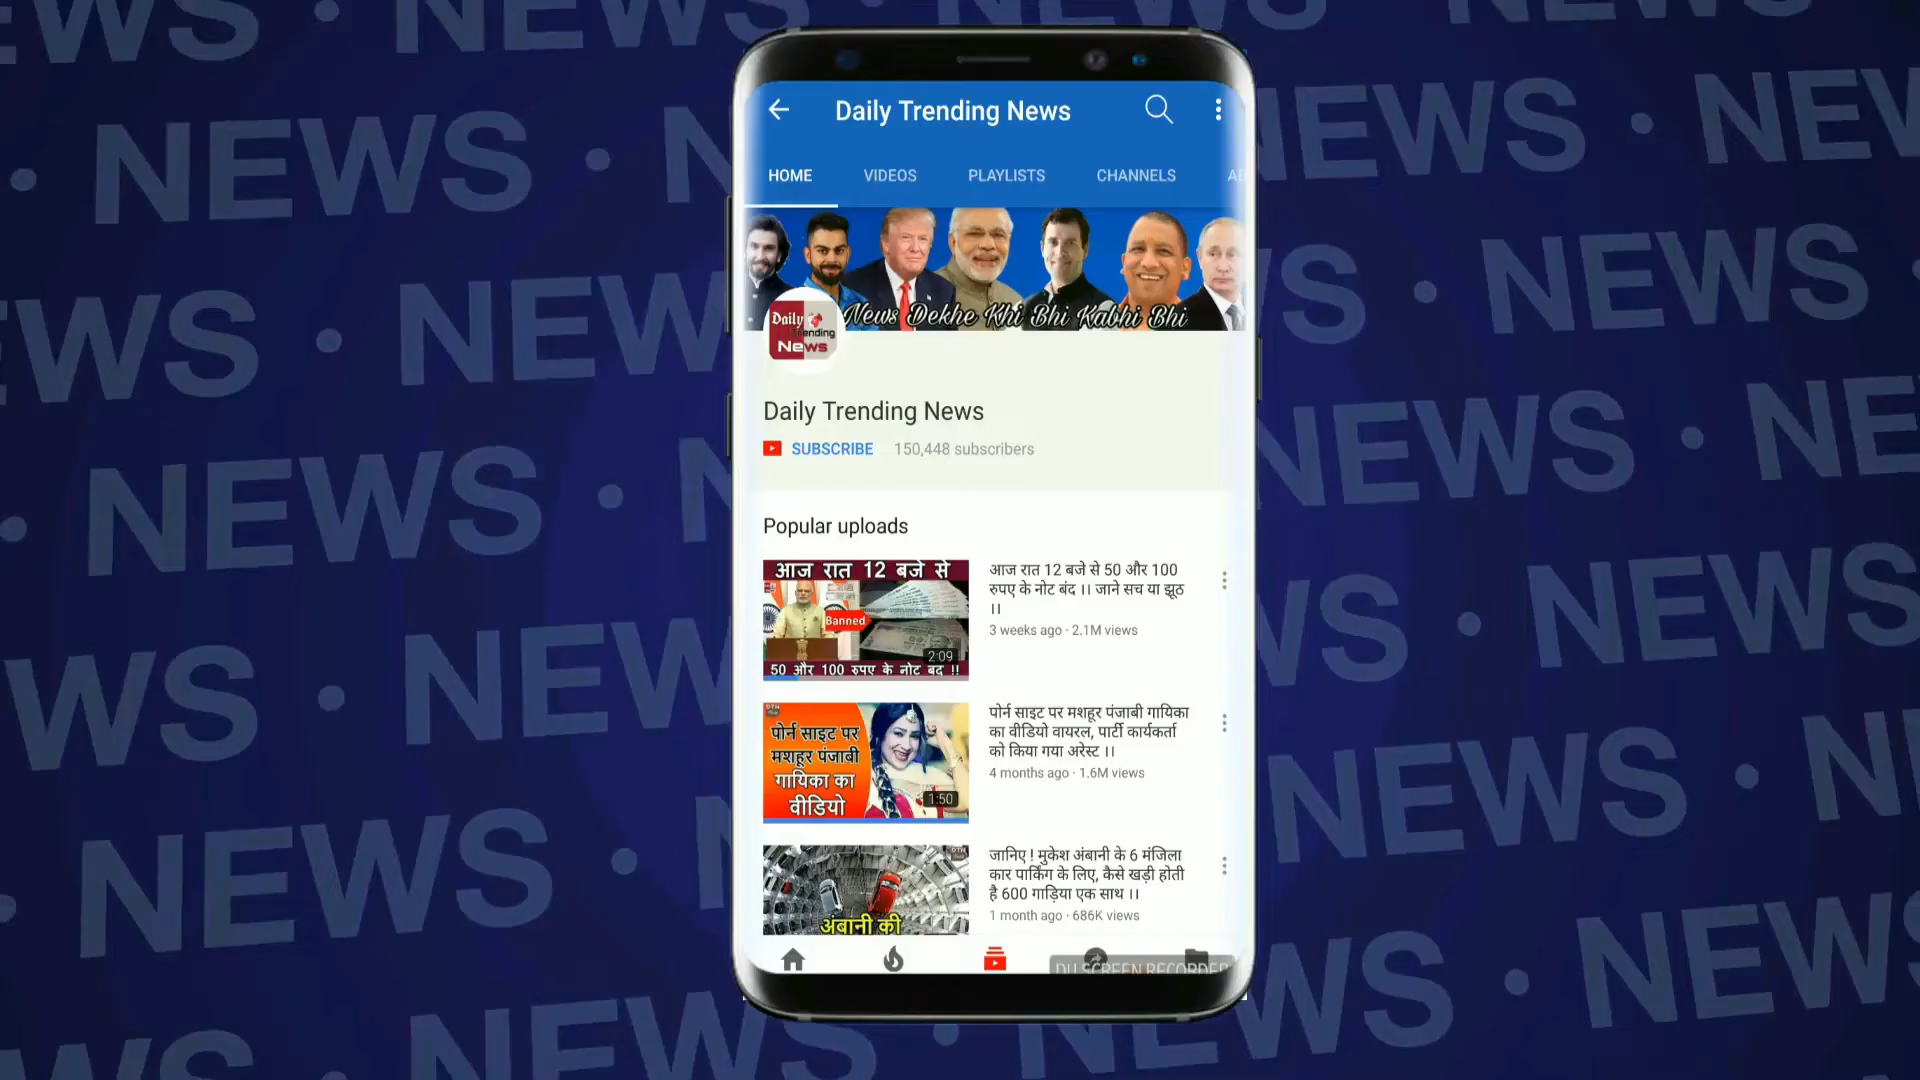 NEWS
Daily Trending News
HOME VIDEOS PLAYLISTS CHANNELS
News Dekhe Khi Bhi Kabhi Bhi
Daily
Trending
News
Daily Trending News
SUBSCRIBE 150,448 subscribers
Popular uploads
आज रात 12 बजे से
Banned
2:09
50 और 100 रुपए के नोट बंद !!
आज रात 12 बजे से 50 और 100
रुपए के नोट बंद ।। जाने सच या झूठ
।।
3 weeks ago · 2.1M views
DTN
पोर्न साइट पर
मशहूर पंजाबी
गायिका का
वीडियो
1:50
पोर्न साइट पर मशहूर पंजाबी गायिका
का वीडियो वायरल, पार्टी कार्यकर्ता
को किया गया अरेस्ट ।।
4 months ago · 1.6M views
DTN
अंबानी की
जानिए ! मुकेश अंबानी के 6 मंजिला
कार पार्किंग के लिए, कैसे खड़ी होती
है 600 गाड़िया एक साथ ।।
1 month ago · 686K views
DU SCREEN RECORDER